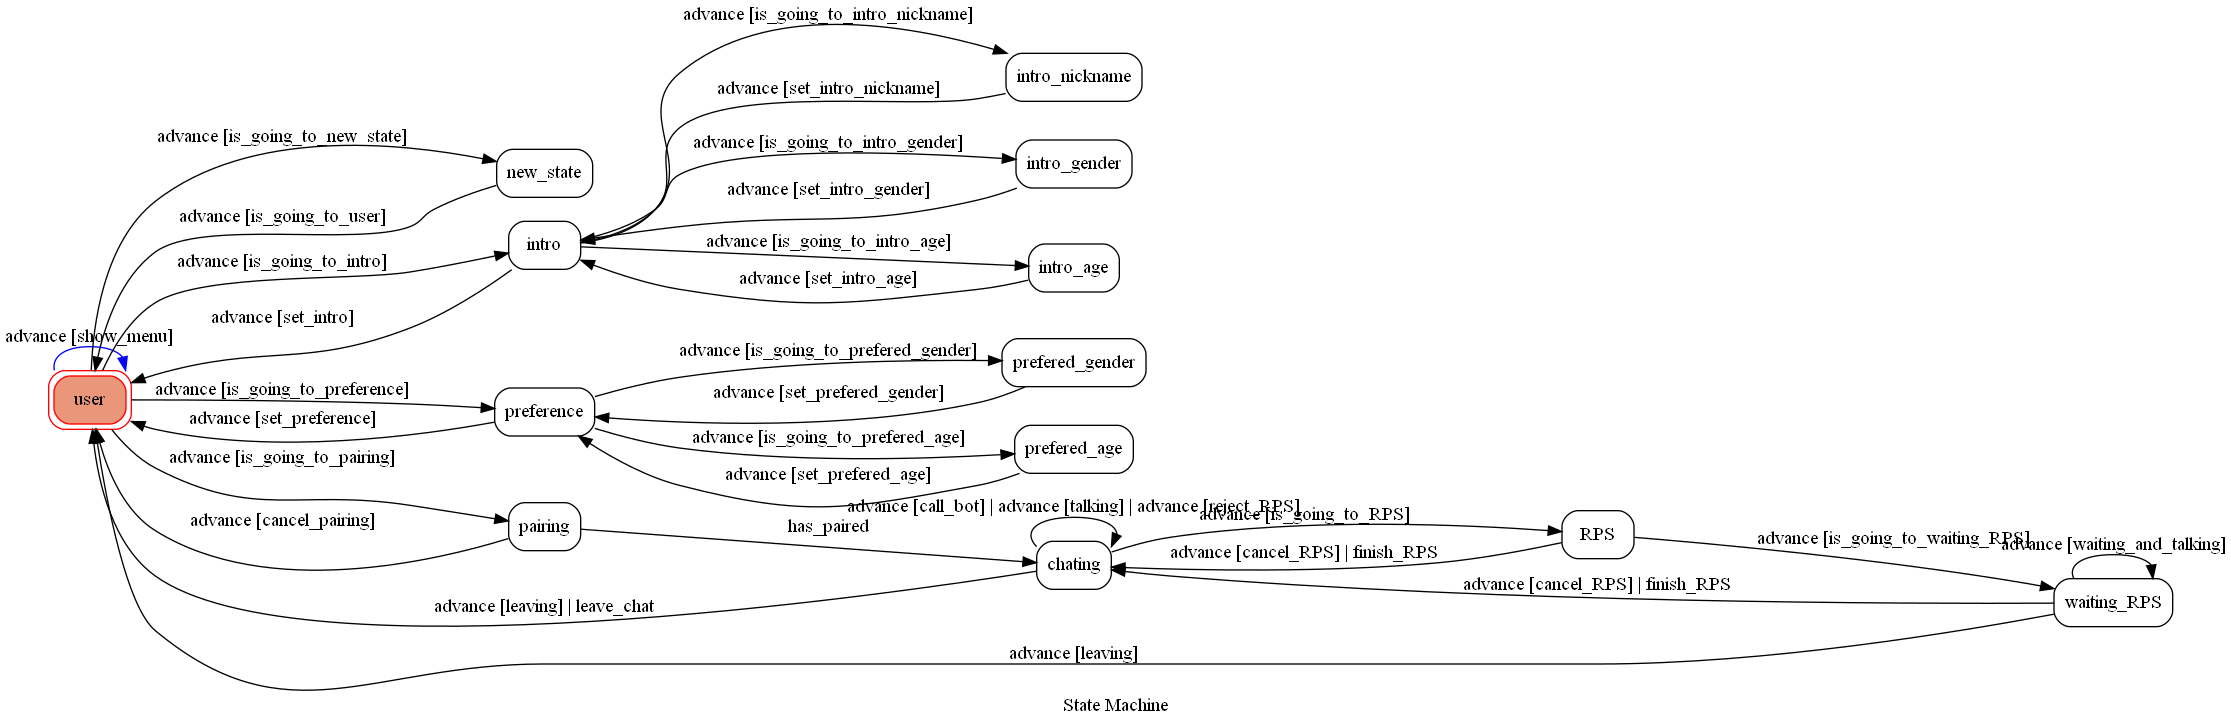 advance [is_going_to_intro_nickname]
intro_nickname
advance [set_intro_nickname]
advance [is_going_to_new_state]
advance [is_going_to_intro_gender]
new_state
intro_gender
advance [set_intro_gender]
advance [is_going_to_user]
intro
advance [is_going_to_intro_age]
advance [is_going_to_intro]
intro_age
advance [set_intro_age]
advance [set_intro]
advance [show_menu]
advance [is_going_to_prefered_gender]
prefered_gender
advance [is_going_to_preference]
advance [set_prefered_gender]
user
preference
advance [set_preference]
advance [is_going_to_prefered_age]
prefered_age
advance [is_going_to_pairing]
advance [set_prefered_age]
advance [call_bot] | advance [talking] | advance [reject_RPS]
advance [is_going_to_RPS]
advance [cancel_pairing]
pairing
has_paired
RPS
advance [is_going_to_waiting_RPS]
advance [waiting_and_talking]
advance [cancel_RPS] | finish_RPS
chating
advance [cancel_RPS] | finish_RPS
waiting_RPS
advance [leaving] | leave_chat
advance [leaving]
State Machine